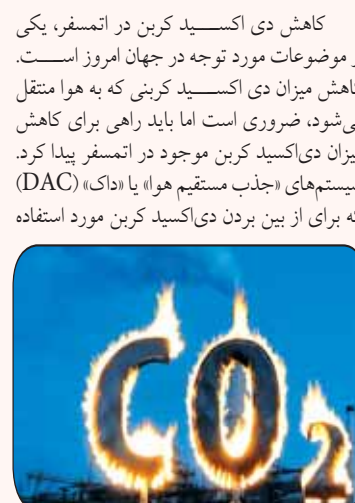 کاهش دی اکســـید کربن در اتمسفر، یکی
از موضوعات مورد توجه در جهان امروز اســـت.
کاهش میزان دی اکســـید کربنی که به هوا منتقل
می‌شود، ضروری است اما باید راهی برای کاهش
میزان دی‌اکسید کربن موجود در اتمسفر پیدا کرد.
سیستم‌های «جذب مستقیم هوا» یا «داک» (DAC)
که برای از بین بردن دی‌اکسید کربن مورد استفاده
CO2